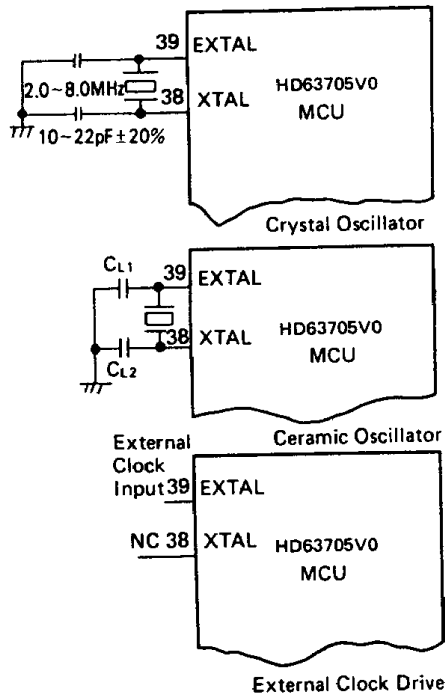 39 EXTAL
2.0~8.0MHz
HD63705V0
38 XTAL
MCU
10~22pF±20%
Crystal Oscillator
CL1
39 EXTAL
38 XTAL
HD63705V0
MCU
CL2
Ceramic Oscillator
External
Clock
Input 39 EXTAL
NC 38 XTAL
HD63705V0
MCU
External Clock Drive